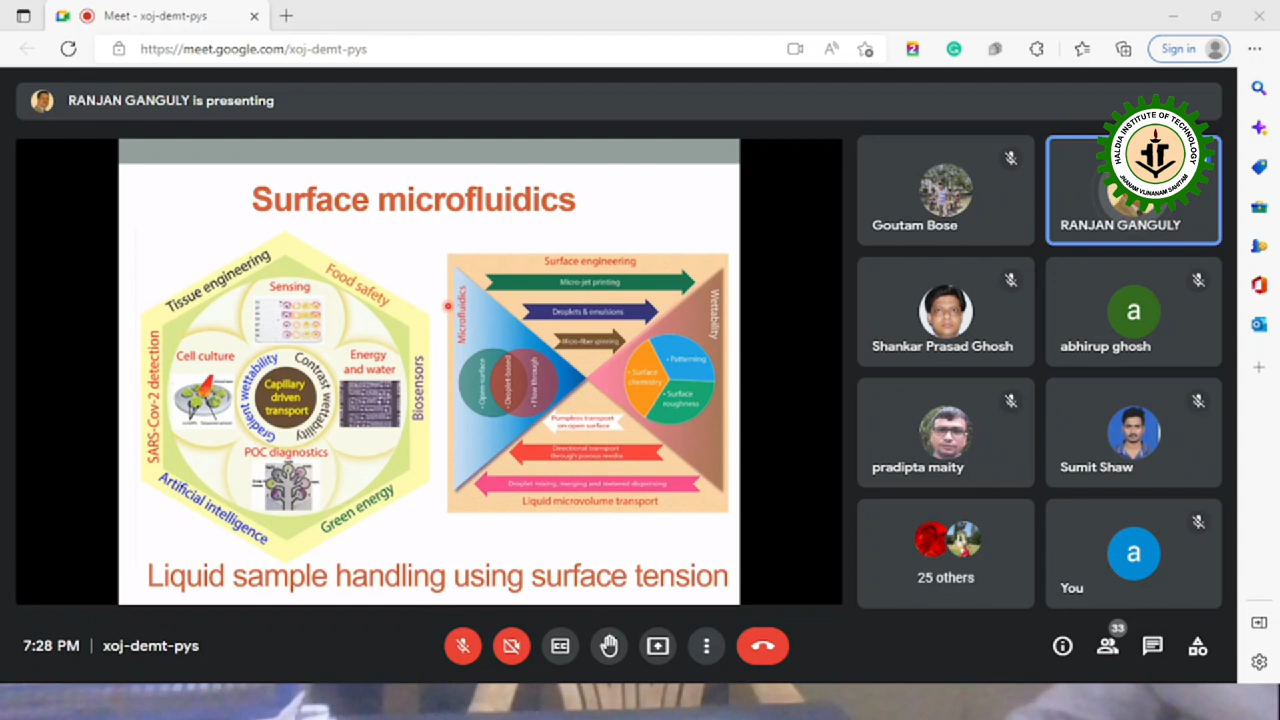 Meet - xoj-demt-pys
https://meet.google.com/xoj-demt-pys
Sign in
RANJAN GANGULY is presenting
Surface microfluidics
Tissue engineering
Food safety
Sensing
SARS-Cov-2 detection
Cell culture
Gradient wettability
Contrast wettability
Capillary
driven
transport
Energy
and water
Biosensors
POC diagnostics
Artificial intelligence
Green energy
Surface engineering
Micro-jet printing
Droplets & emulsions
Micro-fiber spinning
Microfluidics
Wettability
• Open-surface
• Droplet-based
• Flow through
• Patterning
• Surface
chemistry
• Surface
roughness
Pumpless transport
on open surface
Directional transport
through porous media
Droplet mixing, merging and metered dispensing
Liquid microvolume transport
Liquid sample handling using surface tension
HALDIA INSTITUTE OF TECHNOLOGY
Goutam Bose
RANJAN GANGULY
Shankar Prasad Ghosh
a
abhirup ghosh
pradipta maity
Sumit Shaw
25 others
a
You
7:28 PM | xoj-demt-pys
33